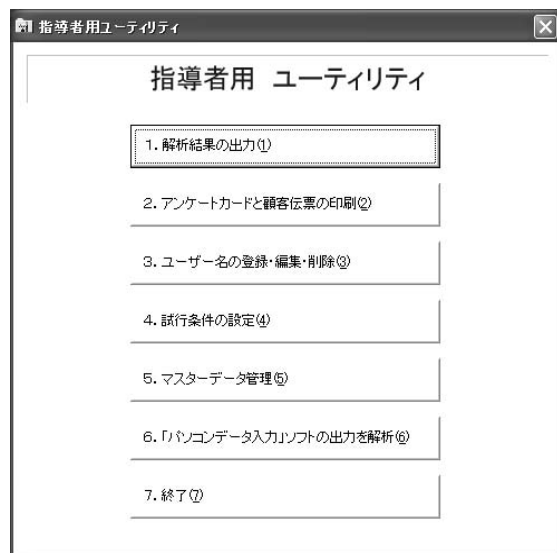 指導者用ユーティリティ
指導者用 ユーティリティ
1. 解析結果の出力(1)
2. アンケートカードと顧客伝票の印刷(2)
3. ユーザー名の登録・編集・削除(3)
4. 試行条件の設定(4)
5. マスターデータ管理(5)
6.「パソコンデータ入力」ソフトの出力を解析(6)
7. 終了(7)